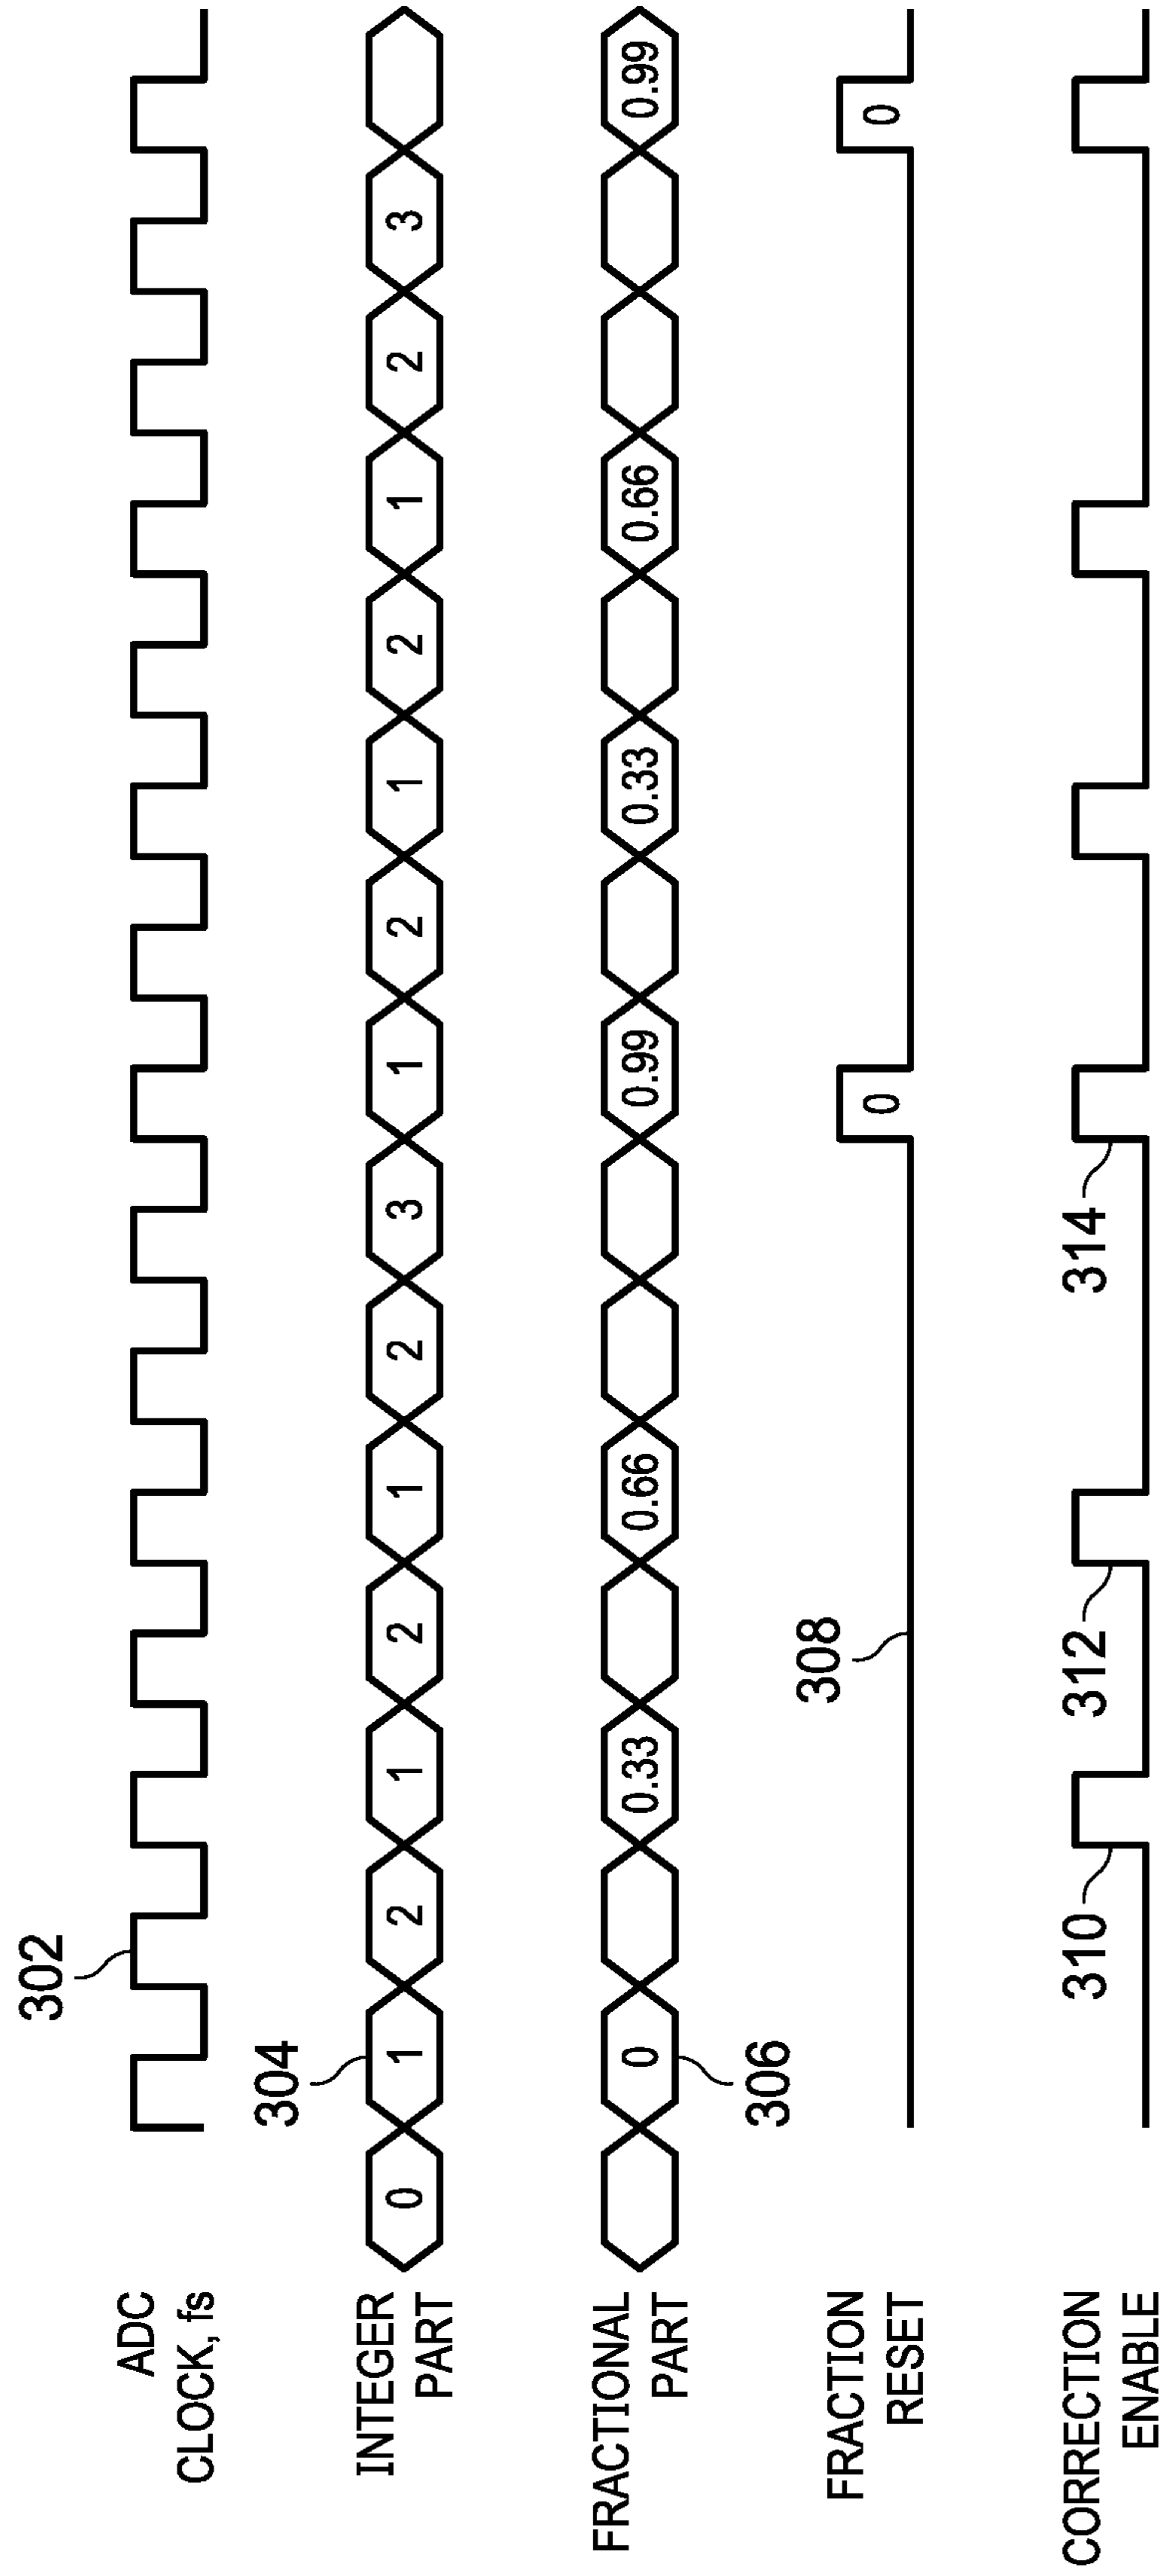 302
ADC
CLOCK, fs
304
INTEGER
PART
0 1 2 1 2 1 2 3 1 2 1 2 1 2 3
FRACTIONAL
PART
0 0.33 0.66 0.99 0.33 0.66 0.99
306
308
FRACTION
RESET
0 0
CORRECTION
ENABLE
310 312 314